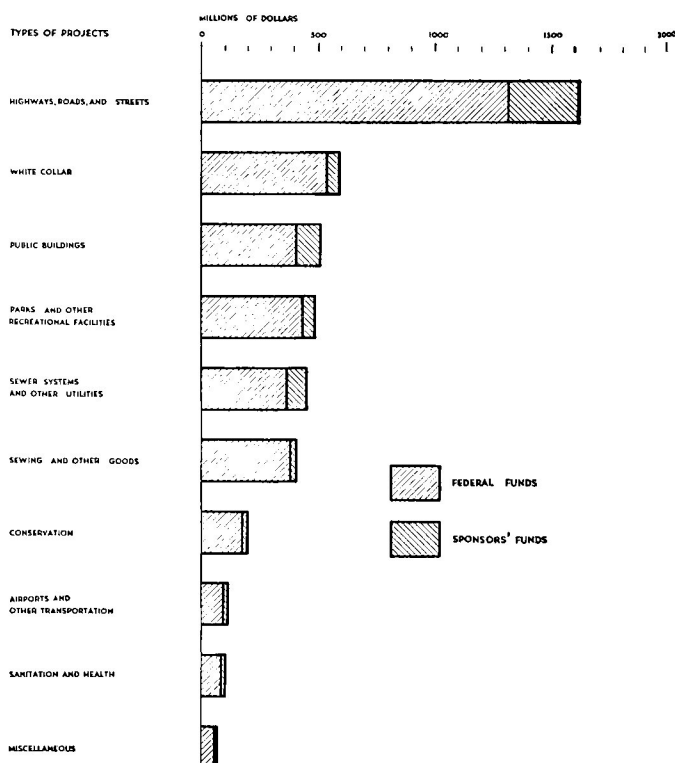 MILLIONS OF DOLLARS
TYPES OF PROJECTS
0 500 1000 1500 2000
HIGHWAYS, ROADS, AND STREETS
WHITE COLLAR
PUBLIC BUILDINGS
PARKS AND OTHER
RECREATIONAL FACILITIES
SEWER SYSTEMS
AND OTHER UTILITIES
SEWING AND OTHER GOODS
FEDERAL FUNDS
CONSERVATION
SPONSORS' FUNDS
AIRPORTS AND
OTHER TRANSPORTATION
SANITATION AND HEALTH
MISCELLANEOUS